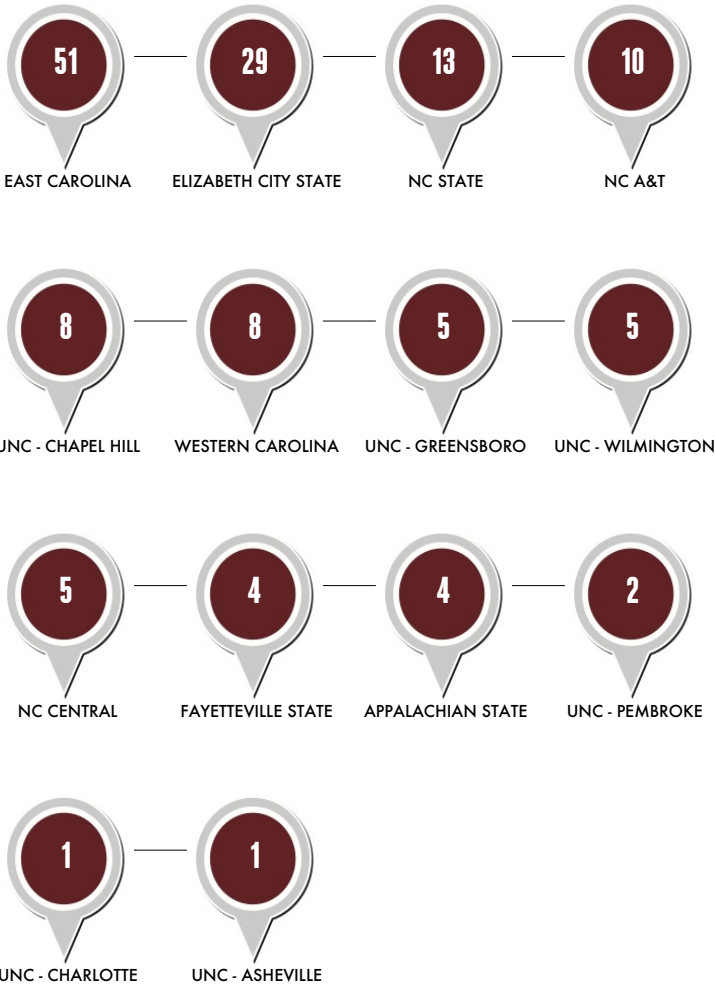 51 29 13 10
EAST CAROLINA ELIZABETH CITY STATE NC STATE NC A&T
8 8 5 5
UNC - CHAPEL HILL WESTERN CAROLINA UNC - GREENSBORO UNC - WILMINGTON
5 4 4 2
NC CENTRAL FAYETTEVILLE STATE APPALACHIAN STATE UNC - PEMBROKE
1 1
UNC - CHARLOTTE UNC - ASHEVILLE